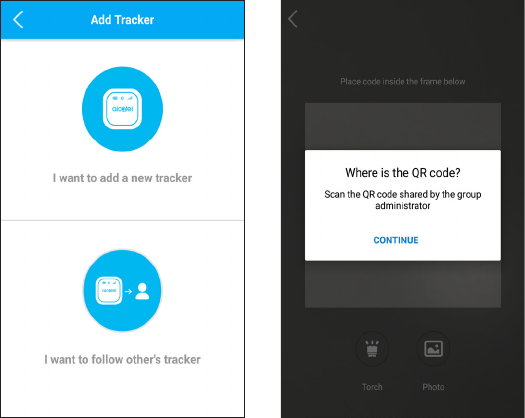 Add Tracker
alcatel
I want to add a new tracker
alcatel
I want to follow other's tracker
Place code inside the frame below
Where is the QR code?
Scan the QR code shared by the group
administrator
CONTINUE
Torch
Photo